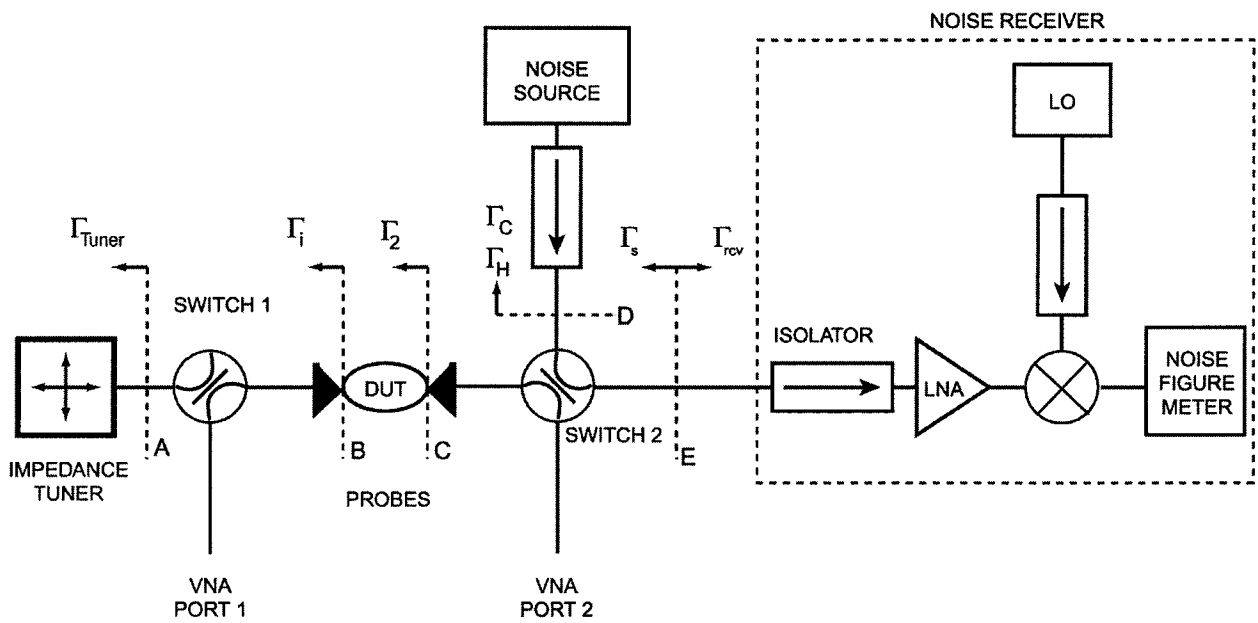 NOISE RECEIVER
NOISE
SOURCE
LO
Γ_Tuner
Γ_i
Γ_2
Γ_C
Γ_H
Γ_s
Γ_rcv
SWITCH 1
D
ISOLATOR
DUT
LNA
NOISE
FIGURE
METER
SWITCH 2
A
B
C
E
IMPEDANCE
TUNER
PROBES
VNA
PORT 1
VNA
PORT 2